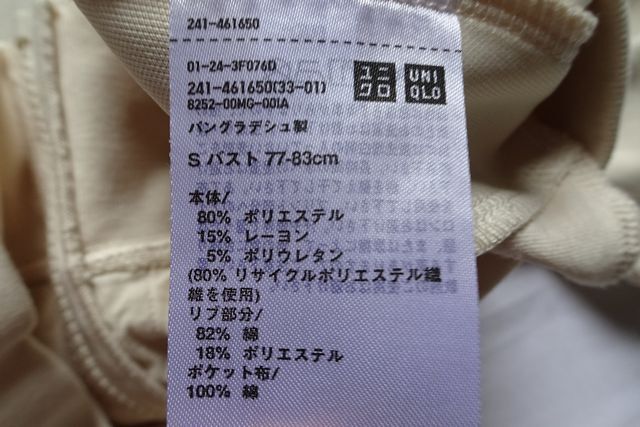 241-461650
01-24-3F076D
241-461650(33-01)
8252-00MG-00IA
ユニクロ
UNIQLO
バングラデシュ製
S バスト 77-83cm
本体/
80% ポリエステル
15% レーヨン
5% ポリウレタン
(80% リサイクルポリエステル繊
維を使用)
リブ部分/
82% 綿
18% ポリエステル
ポケット布/
100% 綿